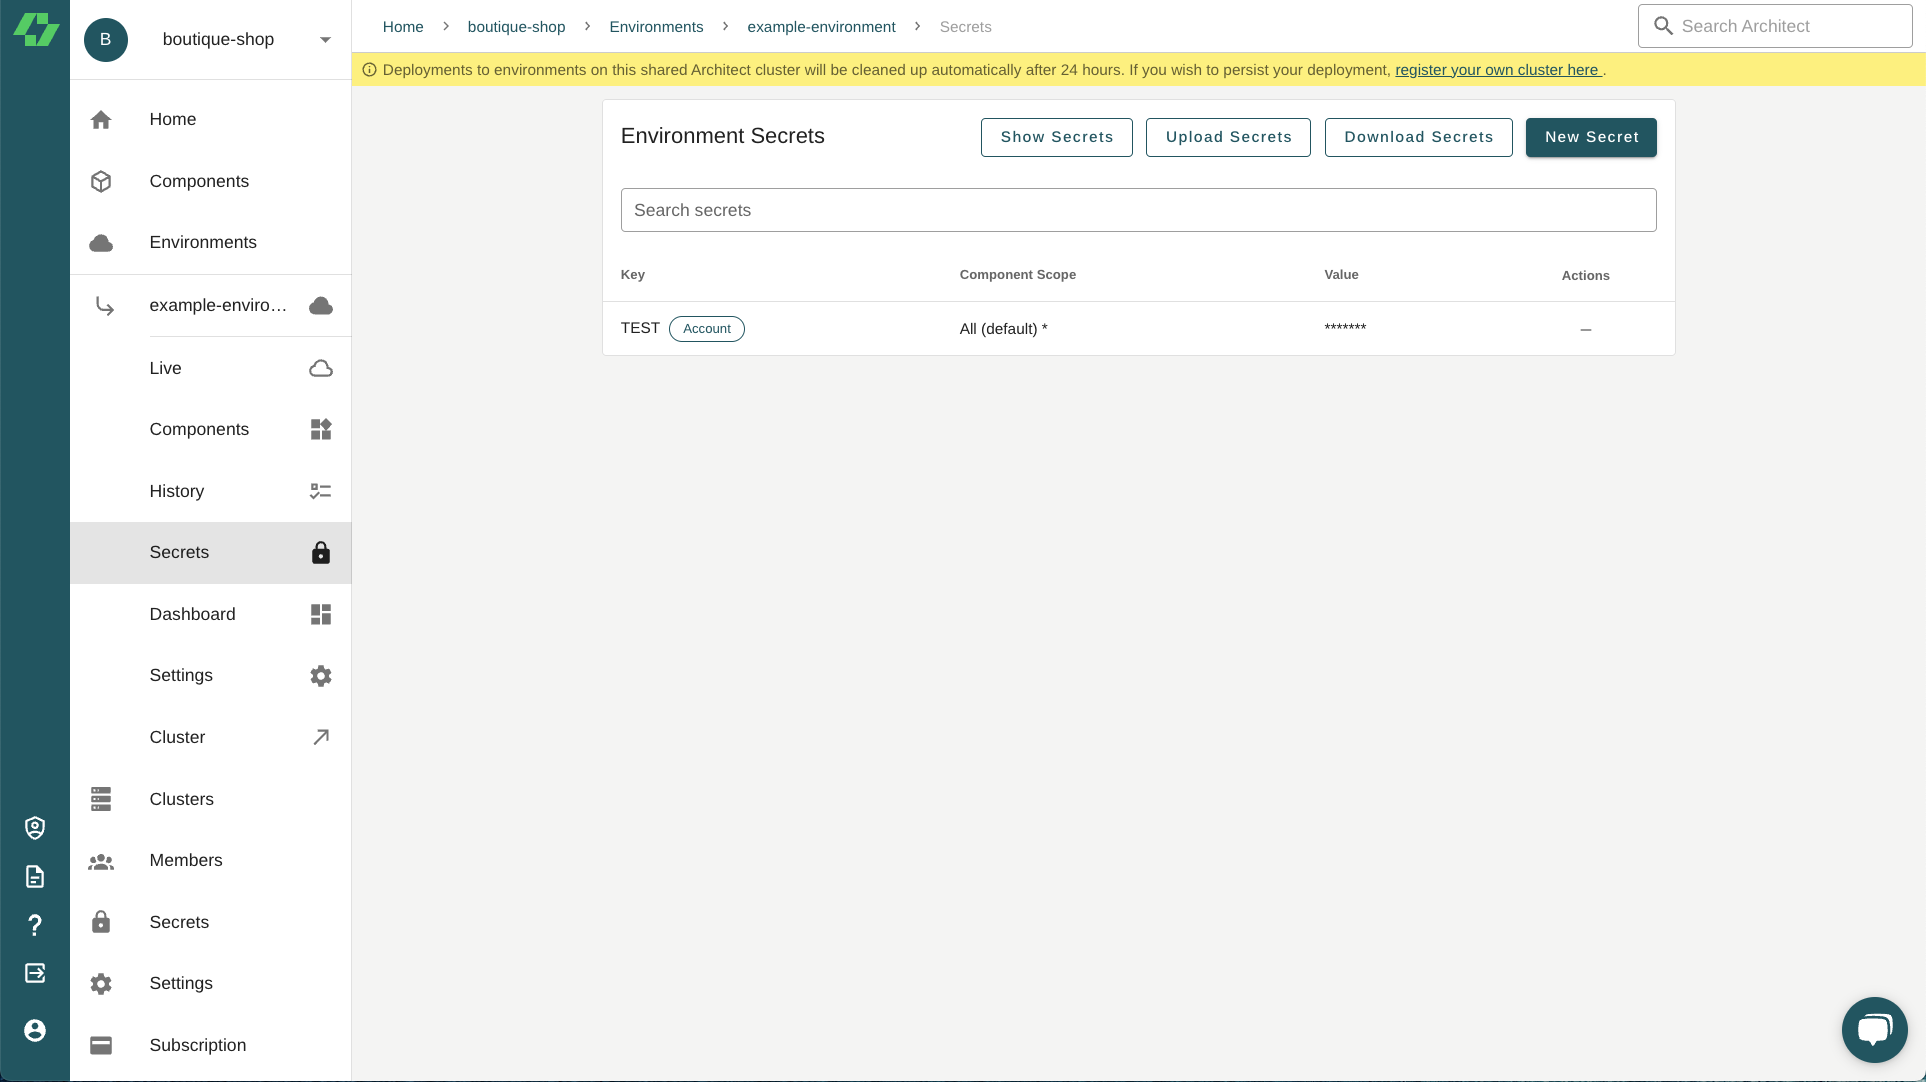 B
boutique-shop
Home
Components
Environments
example-enviro...
Live
Components
History
Secrets
Dashboard
Settings
Cluster
Clusters
Members
Secrets
Settings
Subscription
Home > boutique-shop > Environments > example-environment > Secrets
Search Architect
Deployments to environments on this shared Architect cluster will be cleaned up automatically after 24 hours. If you wish to persist your deployment, register your own cluster here .
Environment Secrets
Show Secrets
Upload Secrets
Download Secrets
New Secret
Search secrets
Key Component Scope Value Actions
TEST Account All (default) * ******* —